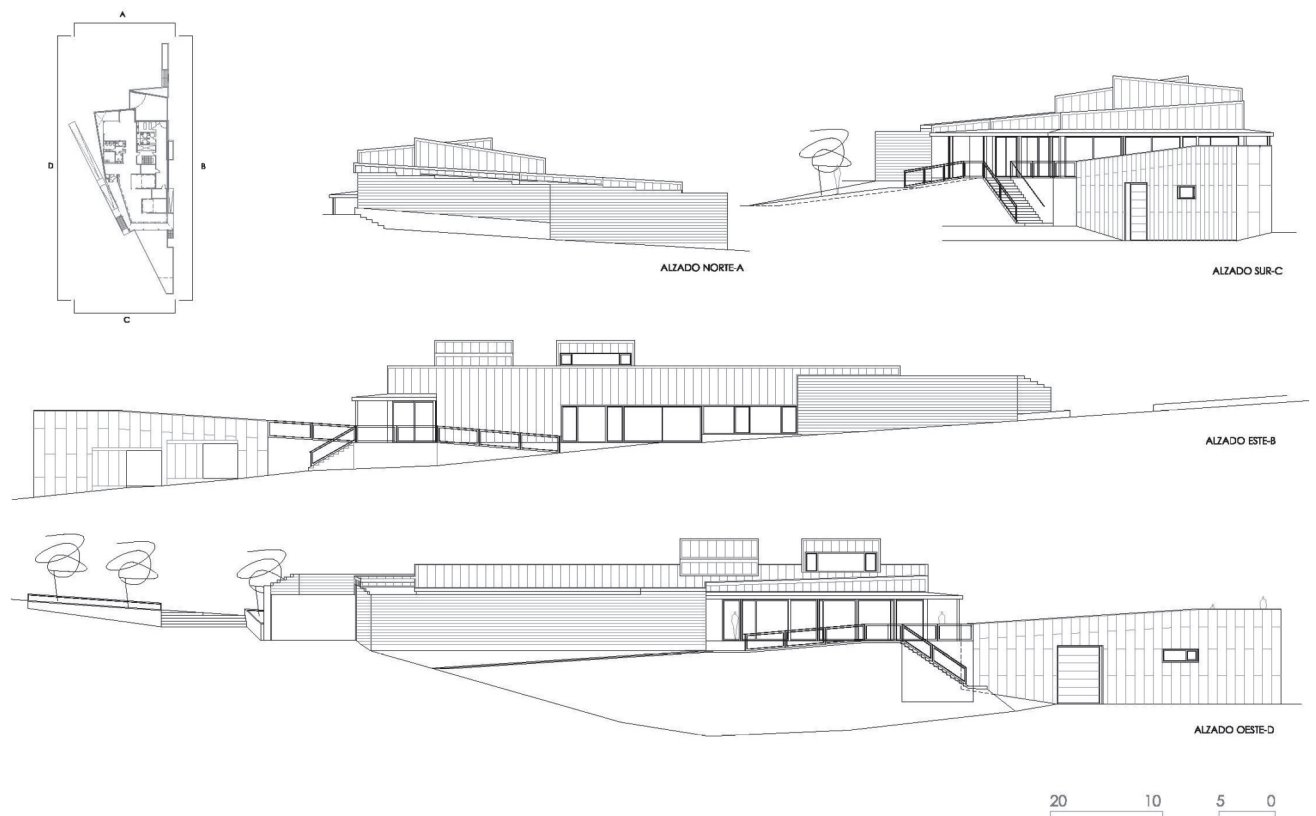 A
D
B
C
ALZADO NORTE-A
ALZADO SUR-C
ALZADO ESTE-B
ALZADO OESTE-D
20 10 5 0